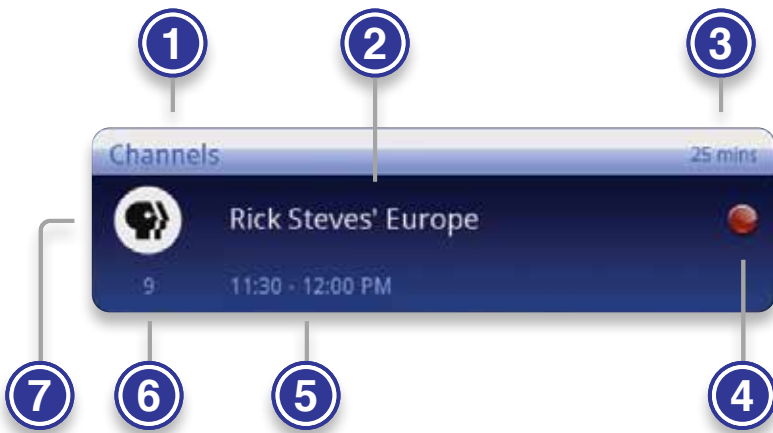 1 2 3
Channels 25 mins
Rick Steves' Europe
9 11:30 - 12:00 PM
7 6 5 4